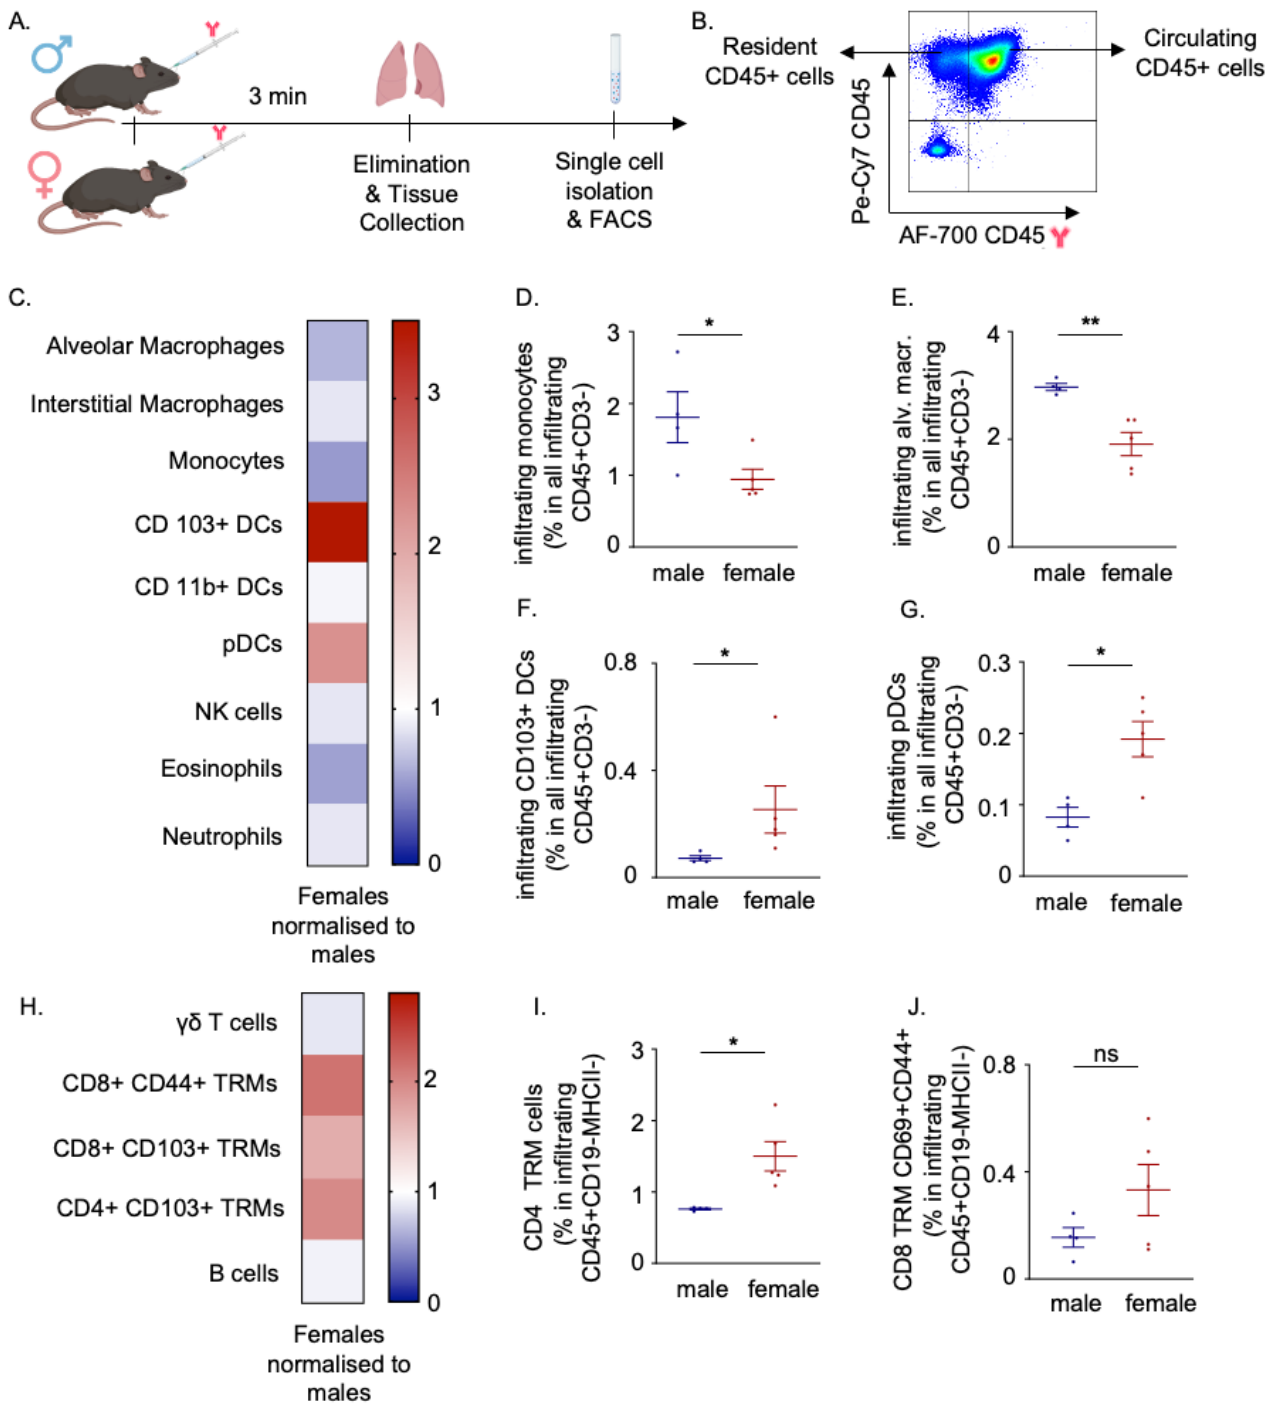 A.
3 min
Elimination
& Tissue
Collection
Single cell
isolation
& FACS
B.
Resident
CD45+ cells
Circulating
CD45+ cells
Pe-Cy7 CD45
AF-700 CD45
C.
Alveolar Macrophages
Interstitial Macrophages
Monocytes
CD 103+ DCs
CD 11b+ DCs
pDCs
NK cells
Eosinophils
Neutrophils
3
2
1
0
Females
normalised to
males
D.
infiltrating monocytes
(% in all infiltrating
CD45+CD3-)
3
2
1
0
*
male female
E.
infiltrating alv. macr.
(% in all infiltrating
CD45+CD3-)
4
2
0
**
male female
F.
infiltrating CD103+ DCs
(% in all infiltrating
CD45+CD3-)
0.8
0.4
0
*
male female
G.
infiltrating pDCs
(% in all infiltrating
CD45+CD3-)
0.3
0.2
0.1
0
*
male female
H.
γδ T cells
CD8+ CD44+ TRMs
CD8+ CD103+ TRMs
CD4+ CD103+ TRMs
B cells
2
1
0
Females
normalised to
males
I.
CD4 TRM cells
(% in infiltrating
CD45+CD19-MHCII-)
3
2
1
0
*
male female
J.
CD8 TRM CD69+CD44+
(% in infiltrating
CD45+CD19-MHCII-)
0.8
0.4
0
ns
male female